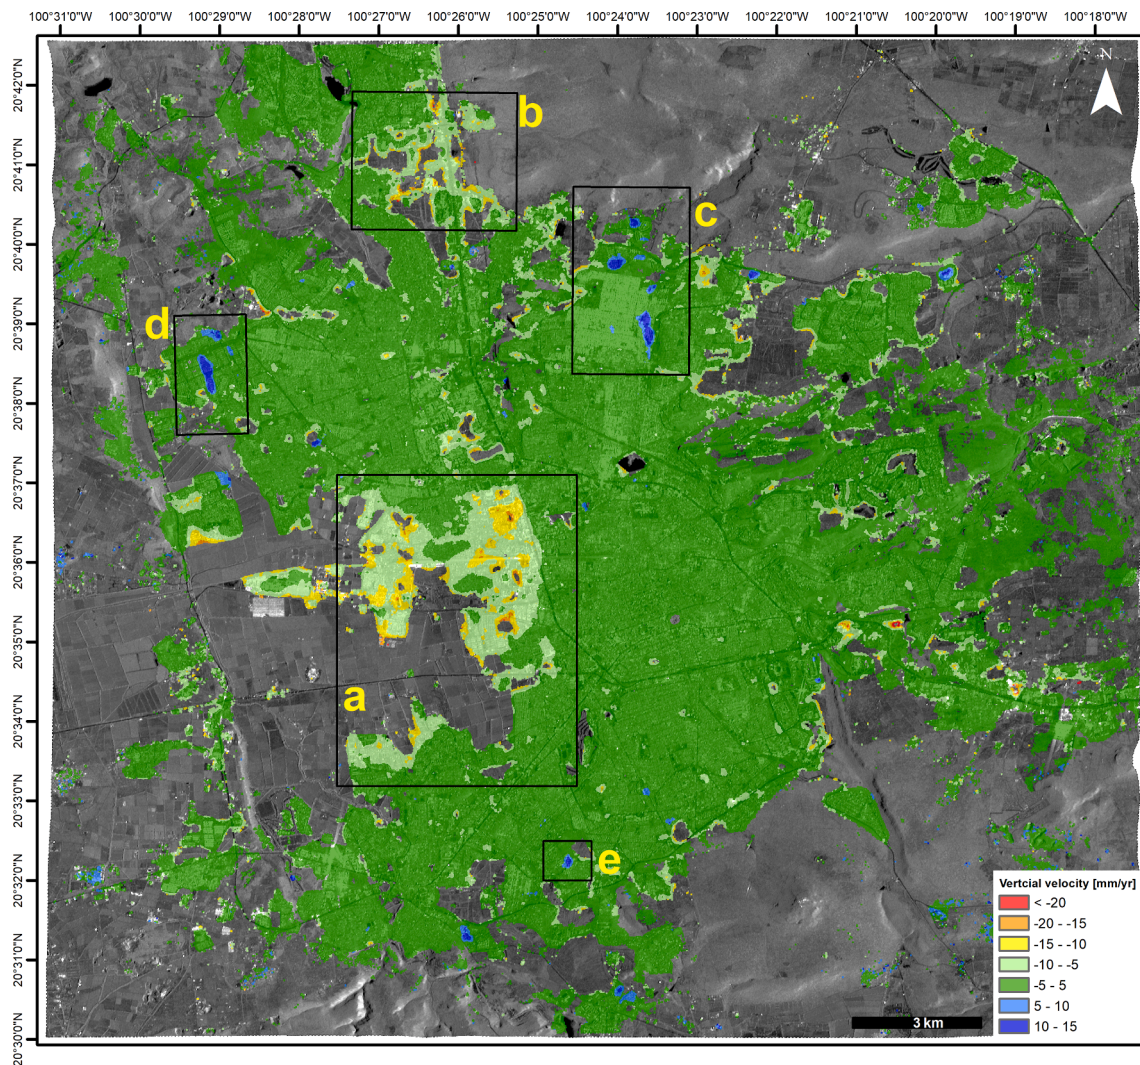 100°31'0"W 100°30'0"W 100°29'0"W 100°28'0"W 100°27'0"W 100°26'0"W 100°25'0"W 100°24'0"W 100°23'0"W 100°22'0"W 100°21'0"W 100°20'0"W 100°19'0"W 100°18'0"W
N
20°42'0"N
b
20°41'0"N
c
20°40'0"N
20°39'0"N
d
20°38'0"N
20°37'0"N
20°36'0"N
20°35'0"N
a
20°34'0"N
20°33'0"N
e
20°32'0"N
20°31'0"N
20°30'0"N
Vertcial velocity [mm/yr]
< -20
-20 - -15
-15 - -10
-10 - -5
-5 - 5
5 - 10
10 - 15
3 km